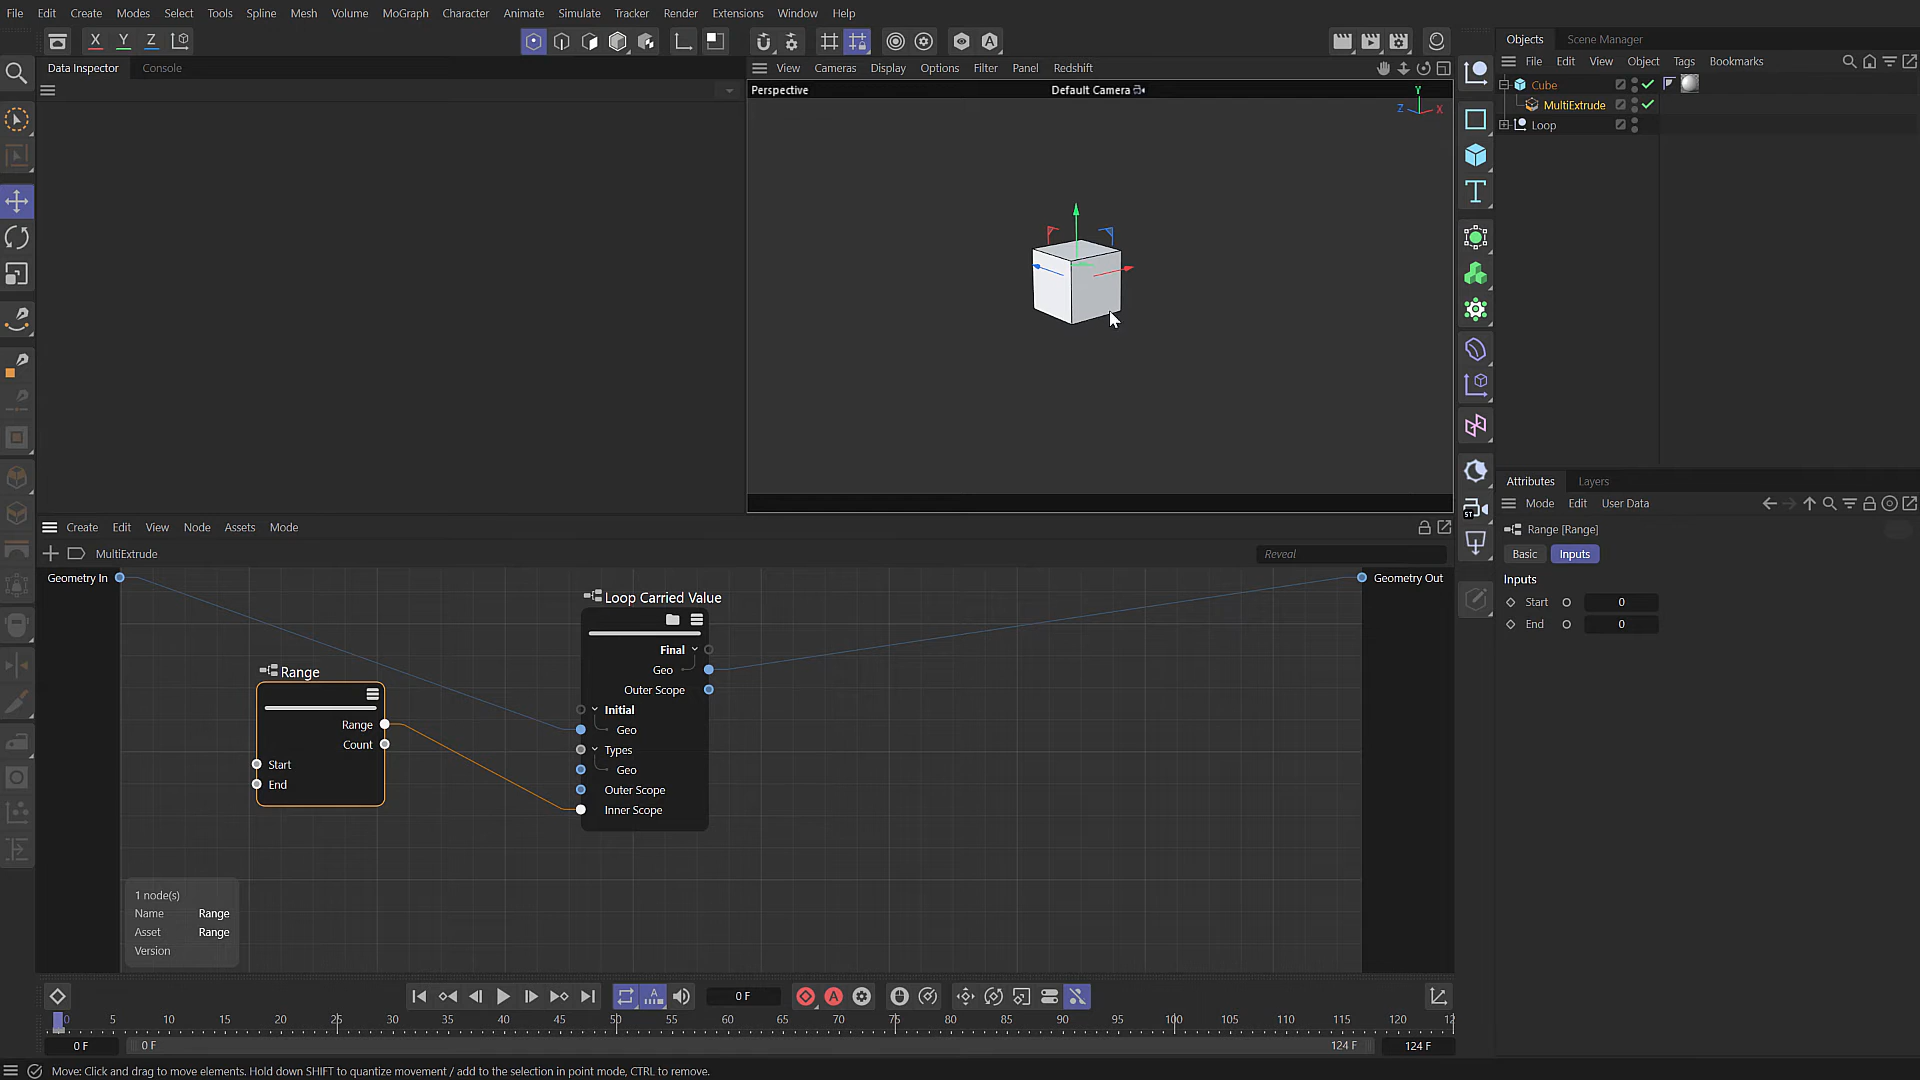 File Edit Create Modes Select Tools Spline Mesh Volume MoGraph Character Animate Simulate Tracker Render Extensions Window Help
X Y Z
Data Inspector Console
View Cameras Display Options Filter Panel Redshift
Perspective Default Camera
Y
Z X
Objects Scene Manager
File Edit View Object Tags Bookmarks
Cube
MultiExtrude
Loop
Attributes Layers
Mode Edit User Data
Range [Range]
Basic Inputs
Inputs
Start 0
End 0
Create Edit View Node Assets Mode
MultiExtrude Reveal
Geometry In
Geometry Out
Loop Carried Value
Final
Geo
Outer Scope
Initial
Geo
Types
Geo
Outer Scope
Inner Scope
Range
Range
Count
Start
End
1 node(s)
Name Range
Asset Range
Version
0 F
0 5 10 15 20 25 30 35 40 45 50 55 60 65 70 75 80 85 90 95 100 105 110 115 120 12
0 F 0 F 124 F 124 F
Move: Click and drag to move elements. Hold down SHIFT to quantize movement / add to the selection in point mode, CTRL to remove.